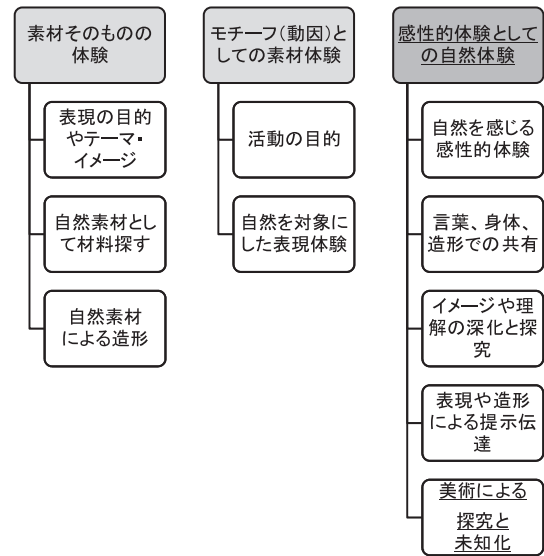 素材そのものの
体験
表現の目的
やテーマ・
イメージ
自然素材とし
て材料探す
自然素材
による造形
モチーフ(動因)と
しての素材体験
活動の目的
自然を対象に
した表現体験
感性的体験として
の自然体験
自然を感じる
感性的体験
言葉、身体、
造形での共有
イメージや理
解の深化と探
究
表現や造形
による提示伝
達
美術による
探究と
未知化